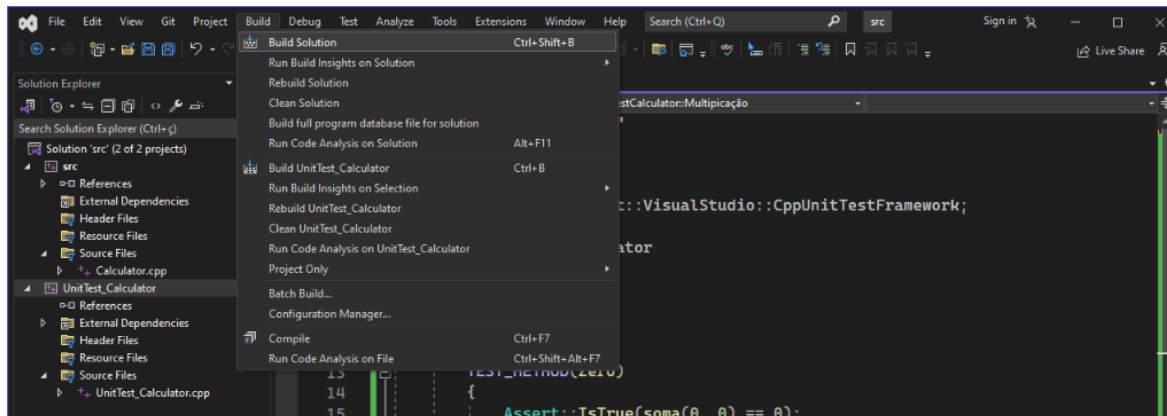 File Edit View Git Project Build Debug Test Analyze Tools Extensions Window Help Search (Ctrl+Q) src Sign in
Live Share
Build Solution Ctrl+Shift+B
Run Build Insights on Solution
Rebuild Solution
Clean Solution
Build full program database file for solution
Run Code Analysis on Solution Alt+F11
Build UnitTest_Calculator Ctrl+B
Run Build Insights on Selection
Rebuild UnitTest_Calculator
Clean UnitTest_Calculator
Run Code Analysis on UnitTest_Calculator
Project Only
Batch Build...
Configuration Manager...
Compile Ctrl+F7
Run Code Analysis on File Ctrl+Shift+Alt+F7
Solution Explorer
Search Solution Explorer (Ctrl+ç)
Solution 'src' (2 of 2 projects)
src
References
External Dependencies
Header Files
Resource Files
Source Files
Calculator.cpp
UnitTest_Calculator
References
External Dependencies
Header Files
Resource Files
Source Files
UnitTest_Calculator.cpp
stCalculator::Multipicação
"
::VisualStudio::CppUnitTestFramework;
ator
13 TEST_METHOD(Zero)
14 {
15 Assert::IsTrue(soma(0, 0) == 0);